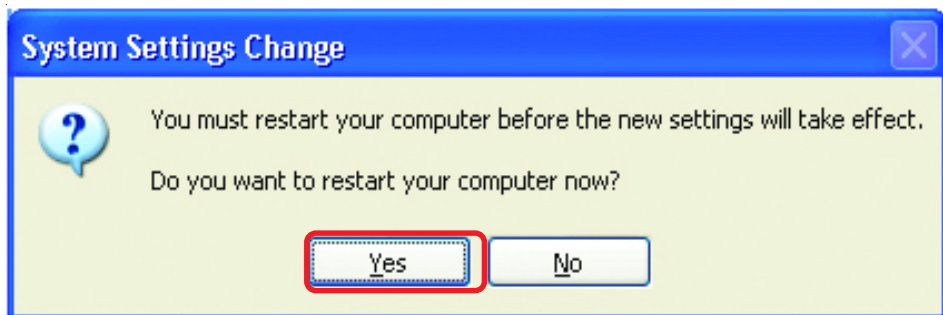 System Settings Change
You must restart your computer before the new settings will take effect.
Do you want to restart your computer now?
Yes
No